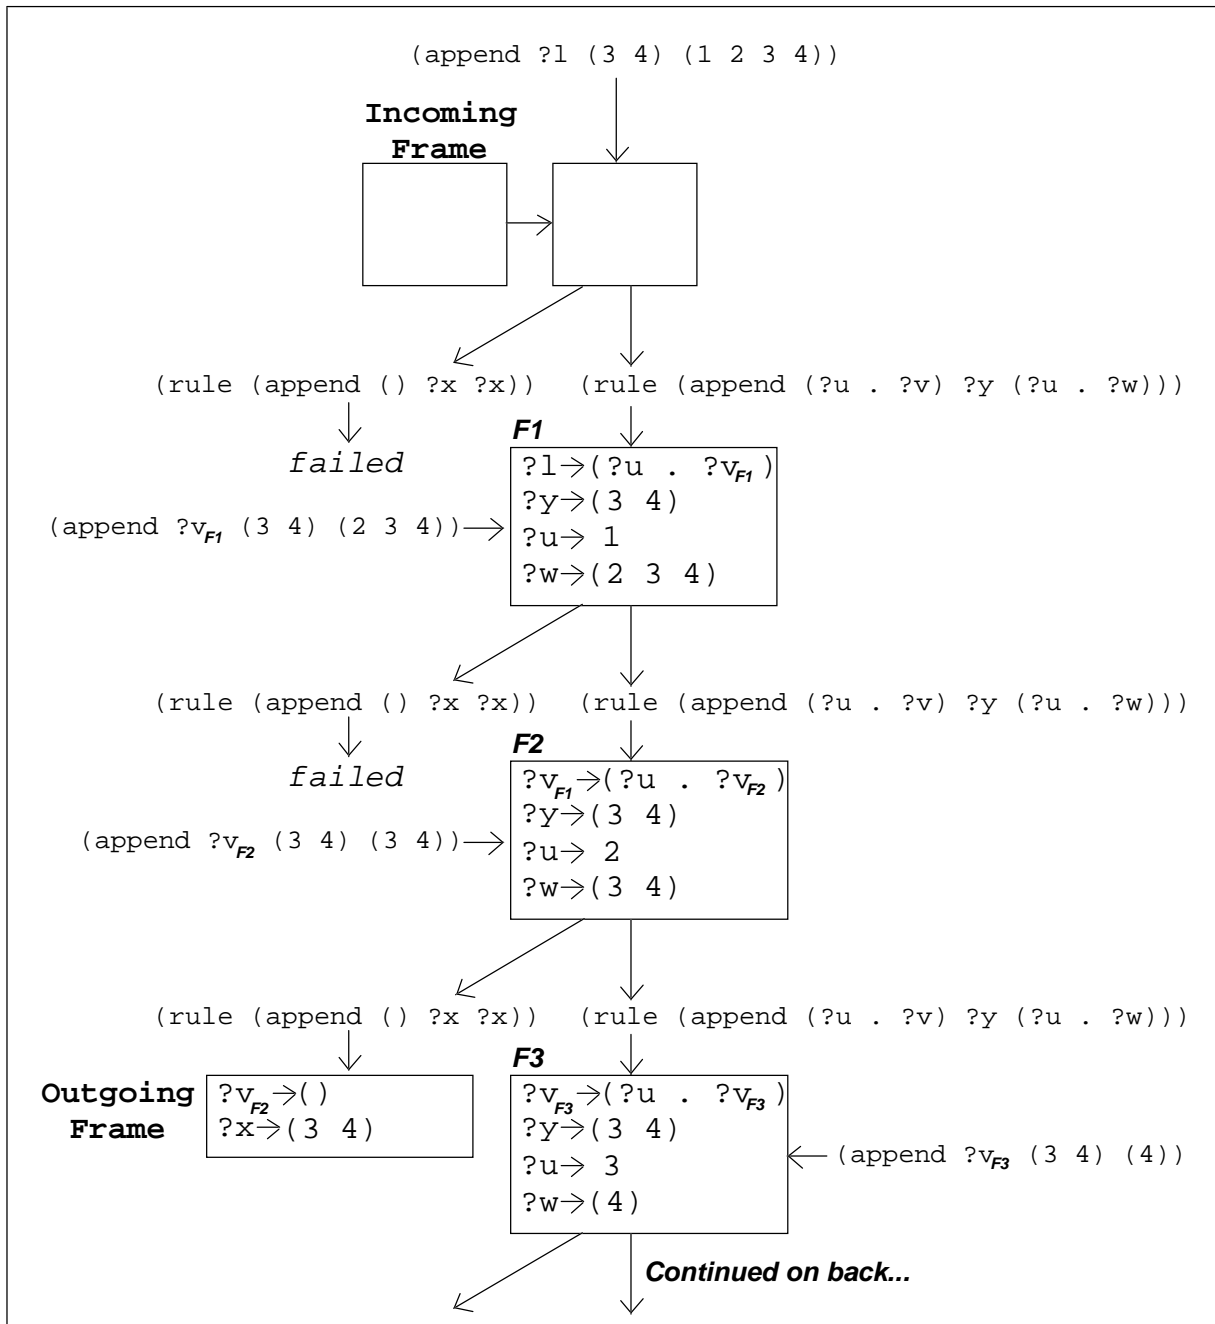 (append ?l (3 4) (1 2 3 4))
Incoming
Frame
(rule (append () ?x ?x)) (rule (append (?u . ?v) ?y (?u . ?w)))
failed
F1
?l→(?u . ?vF1)
?y→(3 4)
(append ?vF1 (3 4) (2 3 4))
?u→ 1
?w→(2 3 4)
(rule (append () ?x ?x)) (rule (append (?u . ?v) ?y (?u . ?w)))
failed
F2
?vF1→(?u . ?vF2)
?y→(3 4)
(append ?vF2 (3 4) (3 4))
?u→ 2
?w→(3 4)
(rule (append () ?x ?x)) (rule (append (?u . ?v) ?y (?u . ?w)))
Outgoing
Frame
?vF2→()
?x→(3 4)
F3
?vF3→(?u . ?vF3)
?y→(3 4)
?u→ 3
?w→(4)
(append ?vF3 (3 4) (4))
Continued on back...